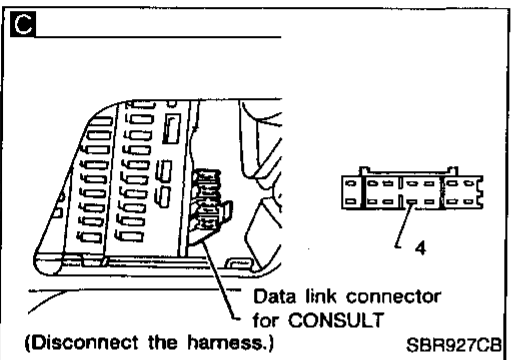 C
4
Data link connector
for CONSULT
(Disconnect the harness.)
SBR927CB